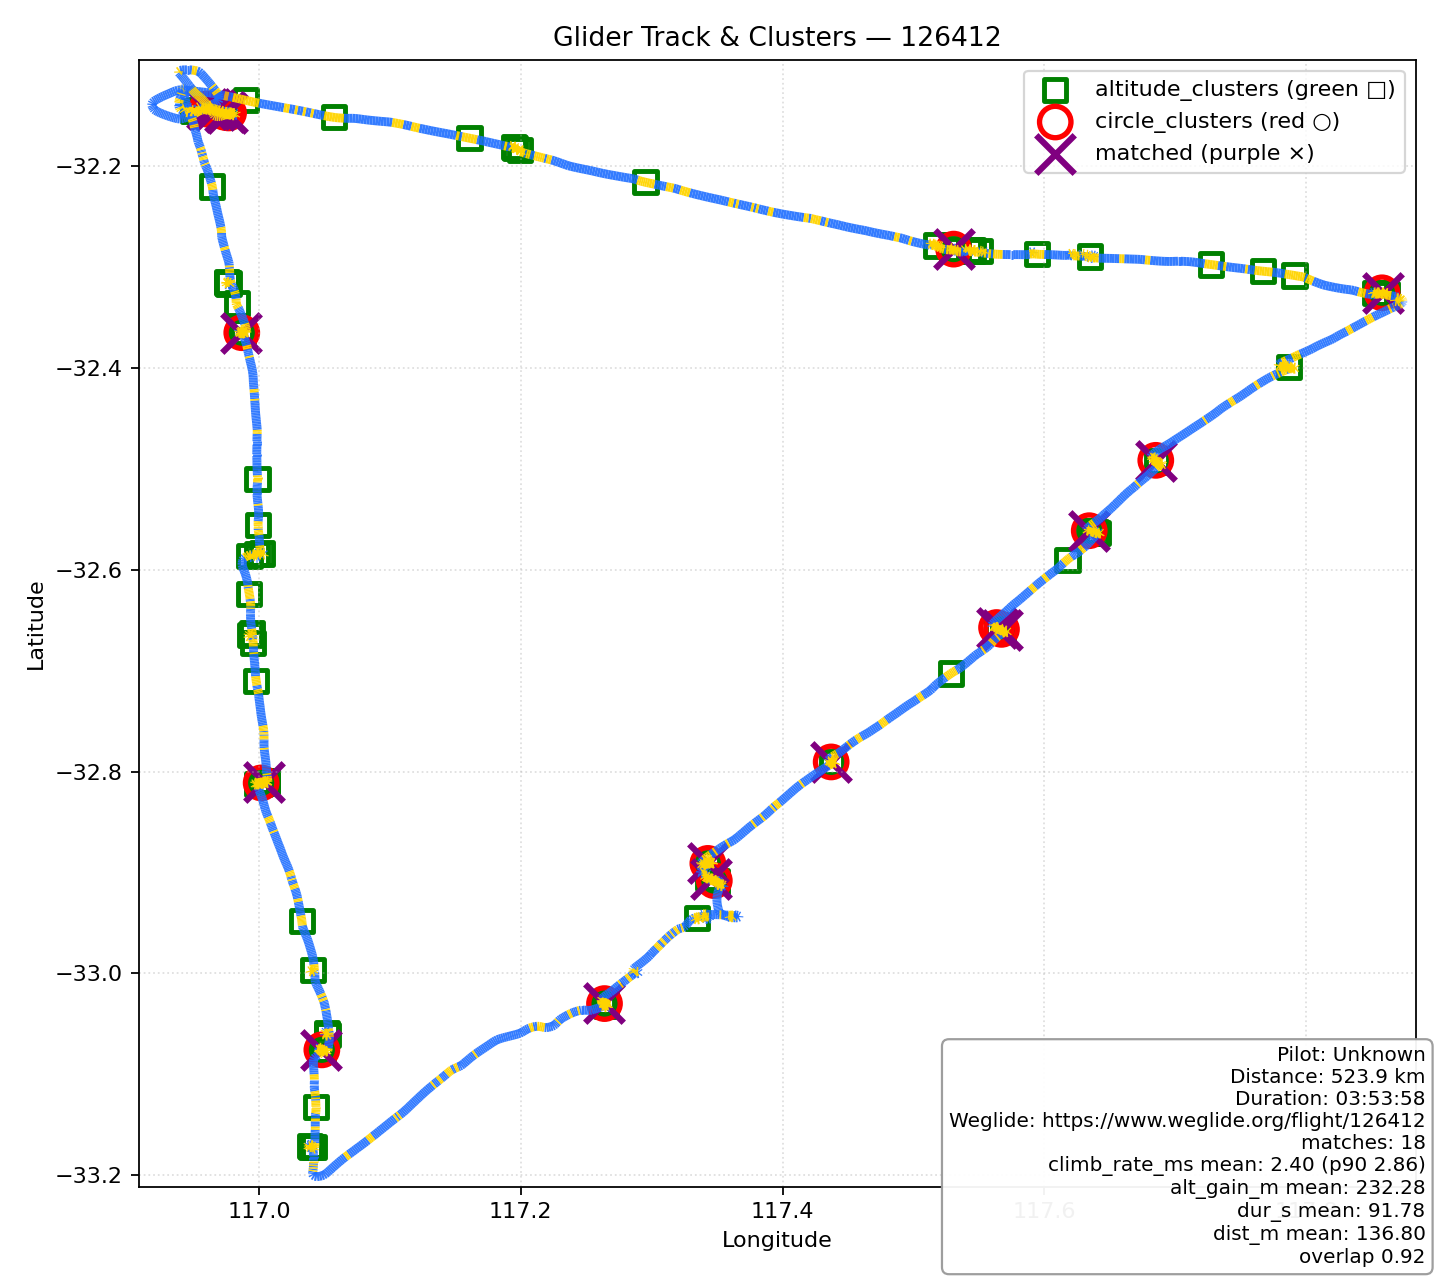 Glider Track & Clusters — 126412
altitude_clusters (green □)
circle_clusters (red ○)
matched (purple ×)
Latitude
−32.2
−32.4
−32.6
−32.8
−33.0
−33.2
117.0
117.2
117.4
117.6
Longitude
Pilot: Unknown
Distance: 523.9 km
Duration: 03:53:58
Weglide: https://www.weglide.org/flight/126412
matches: 18
climb_rate_ms mean: 2.40 (p90 2.86)
alt_gain_m mean: 232.28
dur_s mean: 91.78
dist_m mean: 136.80
overlap 0.92